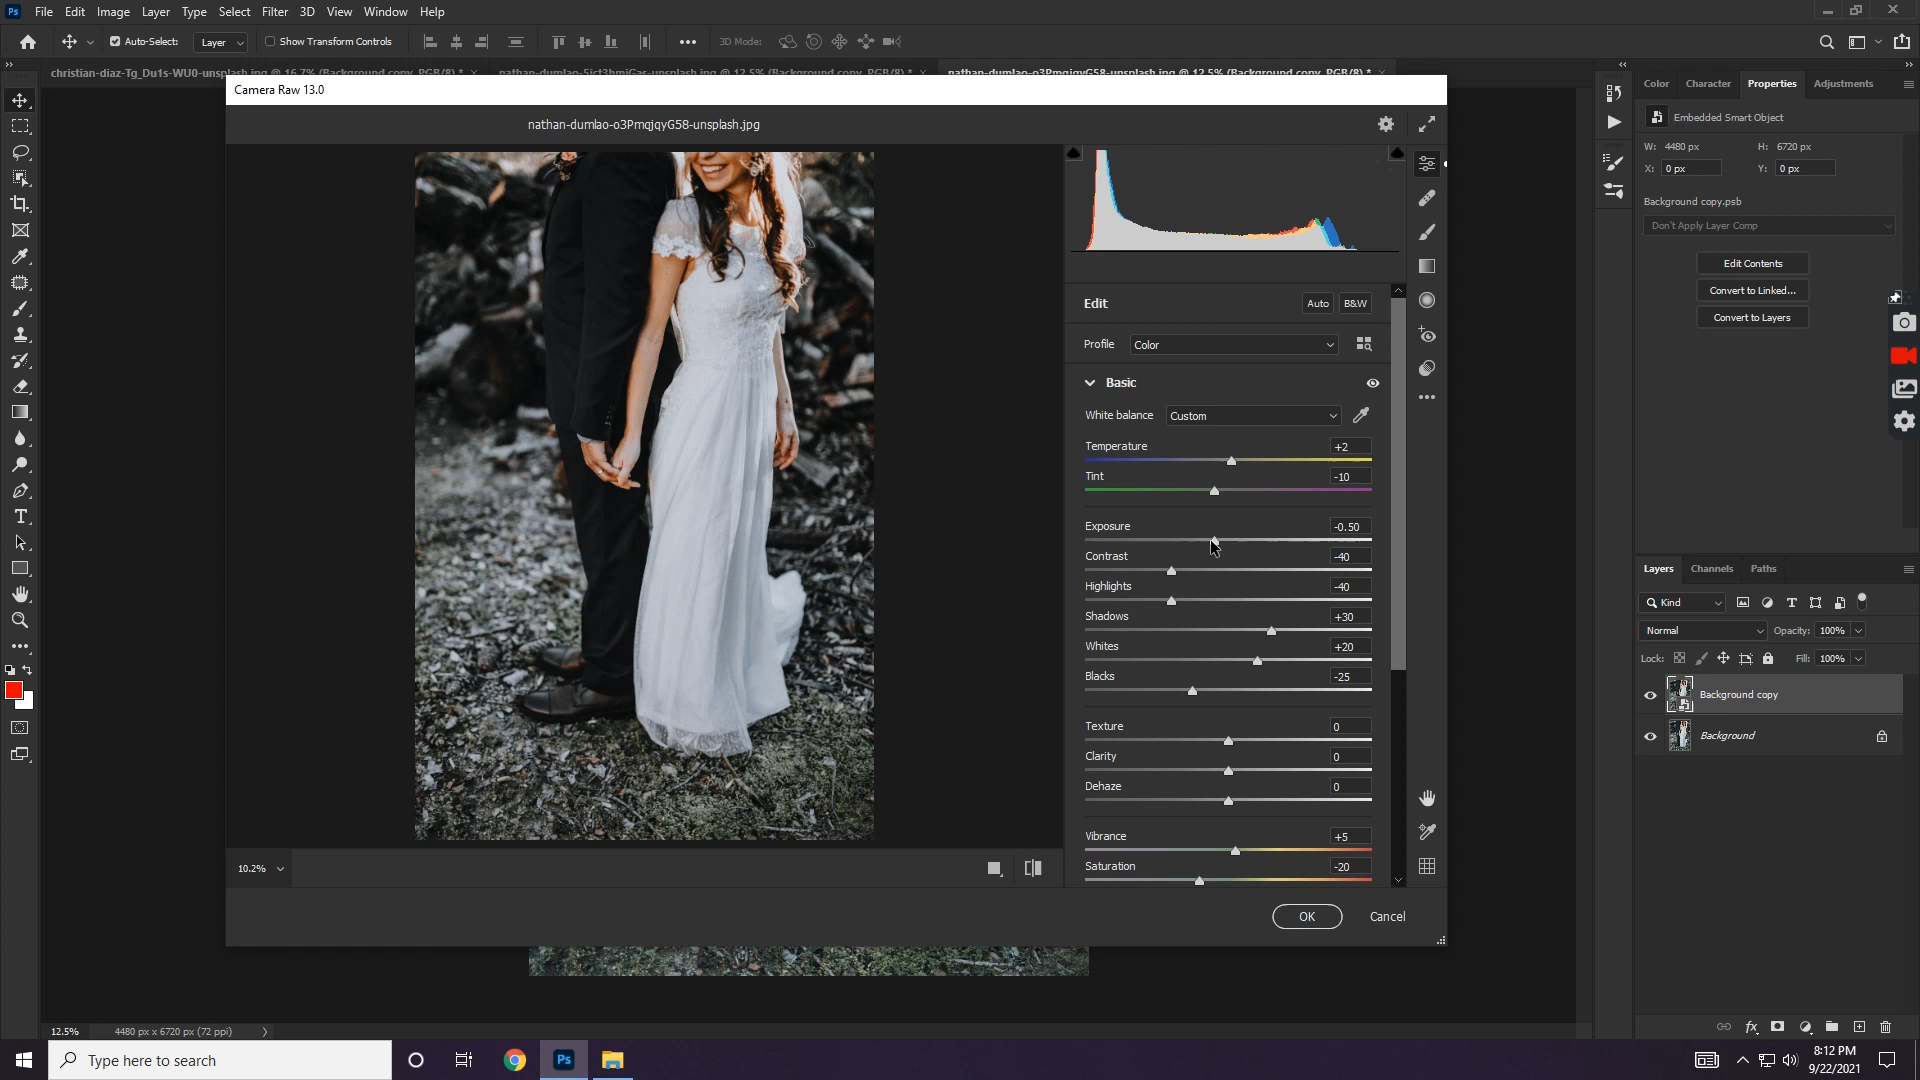 Ps File Edit Image Layer Type Select Filter 3D View Window Help
Auto-Select: Layer Show Transform Controls 3D Mode:
christian-diaz-Tg_Du1s-WU0-unsplash.jpg @ 16.7% (Background copy, RGB/8) * nathan-dumlao-5ict3hmiGas-unsplash.jpg @ 12.5% (Background copy, RGB/8) * nathan-dumlao-o3PmqjqyG58-unsplash.jpg @ 12.5% (Background copy, RGB/8) *
Camera Raw 13.0
nathan-dumlao-o3PmqjqyG58-unsplash.jpg
Edit Auto B&W
Profile Color
Basic
White balance Custom
Temperature +2
Tint -10
Exposure -0.50
Contrast -40
Highlights -40
Shadows +30
Whites +20
Blacks -25
Texture 0
Clarity 0
Dehaze 0
Vibrance +5
Saturation -20
10.2%
OK Cancel
Color Character Properties Adjustments
Embedded Smart Object
W: 4480 px H: 6720 px
X: 0 px Y: 0 px
Background copy.psb
Don't Apply Layer Comp
Edit Contents
Convert to Linked...
Convert to Layers
Layers Channels Paths
Kind
Normal Opacity: 100%
Lock: Fill: 100%
Background copy
Background
12.5% 4480 px x 6720 px (72 ppi)
Type here to search
Ps
8:12 PM
9/22/2021